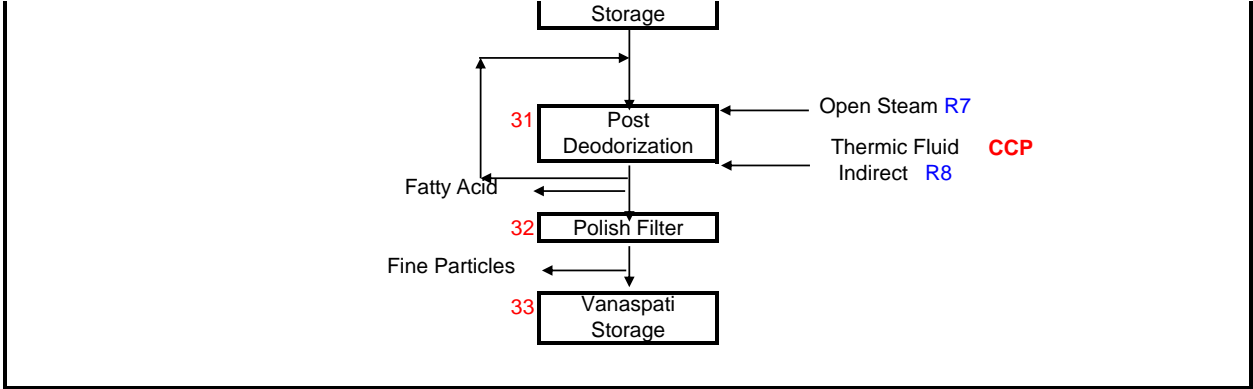 Storage
31
Post
Deodorization
Open Steam R7
Thermic Fluid CCP
Indirect R8
Fatty Acid
32
Polish Filter
Fine Particles
33
Vanaspati
Storage